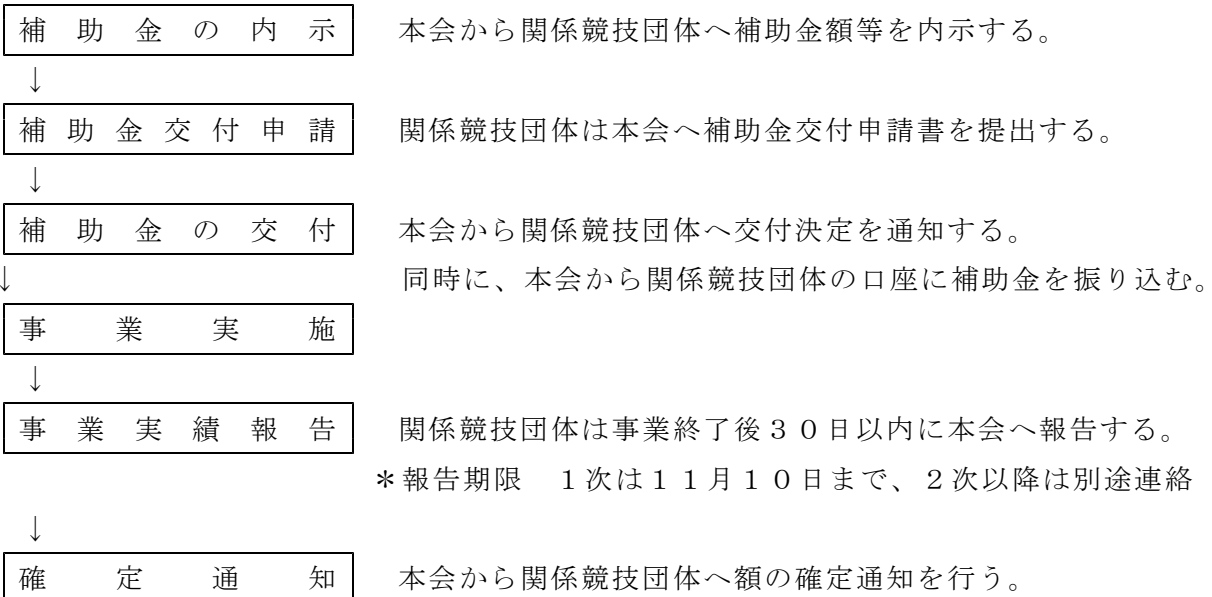 補助金の内示　本会から関係競技団体へ補助金額等を内示する。
↓
補助金交付申請　関係競技団体は本会へ補助金交付申請書を提出する。
↓
補助金の交付　本会から関係競技団体へ交付決定を通知する。
↓　同時に、本会から関係競技団体の口座に補助金を振り込む。
事業実施
↓
事業実績報告　関係競技団体は事業終了後３０日以内に本会へ報告する。
＊報告期限　１次は１１月１０日まで、２次以降は別途連絡
↓
確定通知　本会から関係競技団体へ額の確定通知を行う。